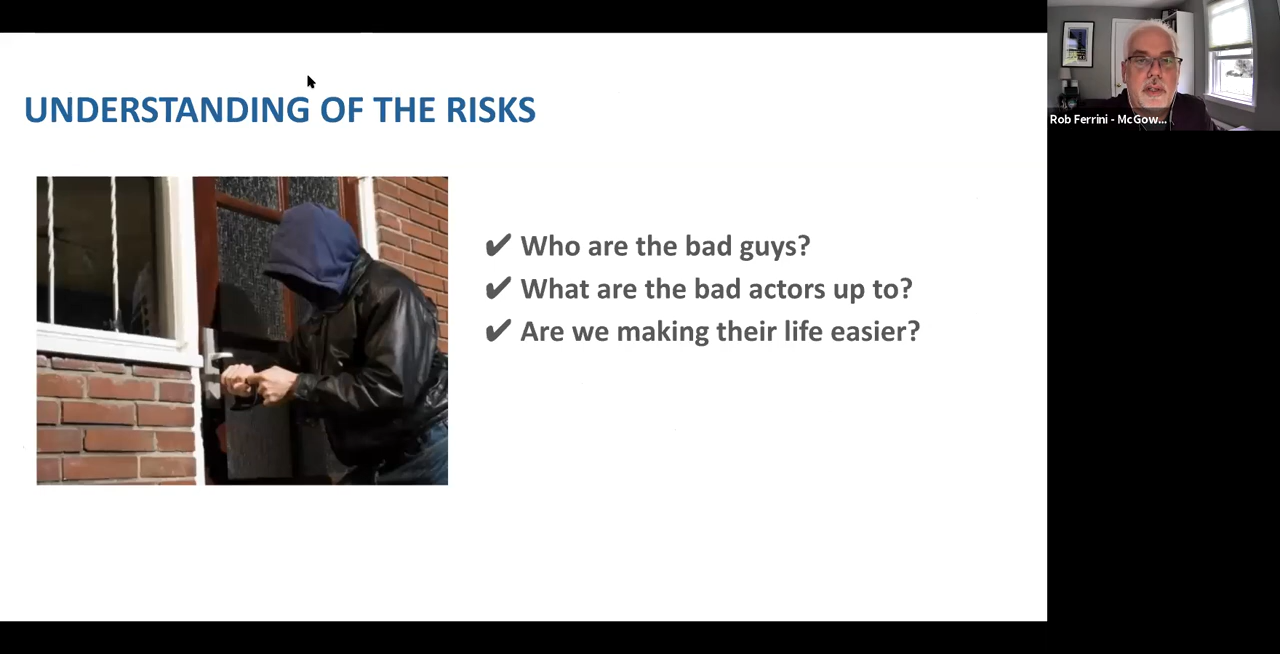 UNDERSTANDING OF THE RISKS
✔ Who are the bad guys?
✔ What are the bad actors up to?
✔ Are we making their life easier?
Rob Ferrini - McGow...